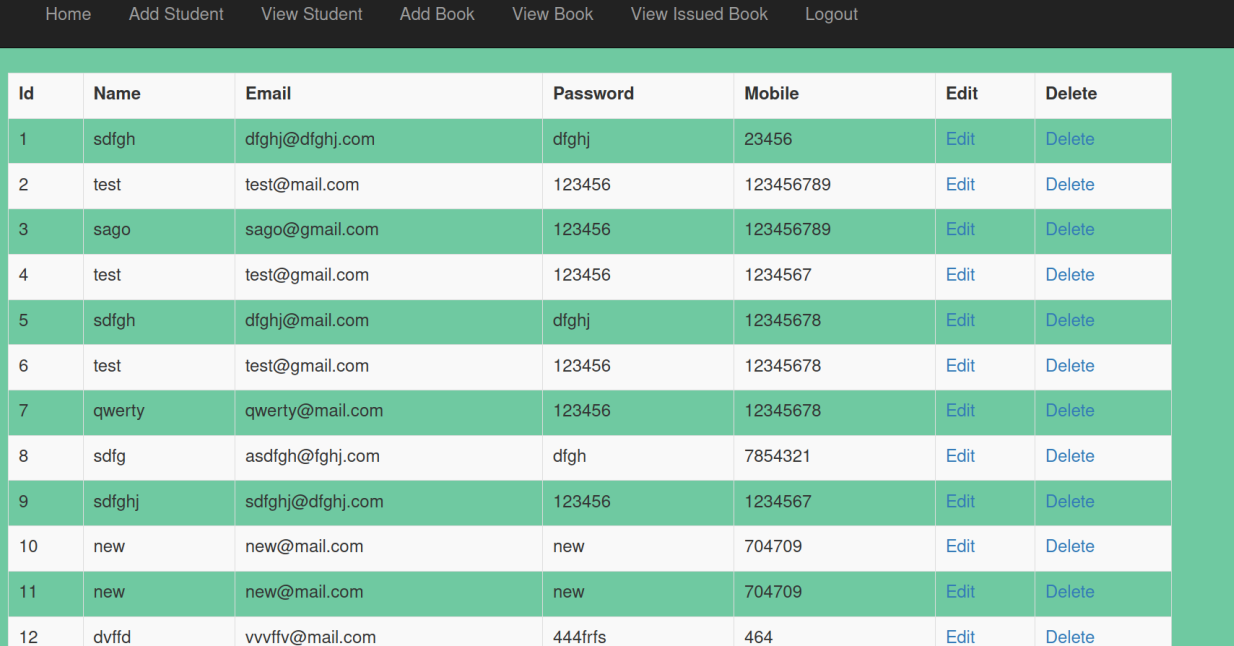 Home Add Student View Student Add Book View Book View Issued Book Logout
Id Name Email Password Mobile Edit Delete
1 sdfgh dfghj@dfghj.com dfghj 23456 Edit Delete
2 test test@mail.com 123456 123456789 Edit Delete
3 sago sago@gmail.com 123456 123456789 Edit Delete
4 test test@gmail.com 123456 1234567 Edit Delete
5 sdfgh dfghj@mail.com dfghj 12345678 Edit Delete
6 test test@gmail.com 123456 12345678 Edit Delete
7 qwerty qwerty@mail.com 123456 12345678 Edit Delete
8 sdfg asdfgh@fghj.com dfgh 7854321 Edit Delete
9 sdfghj sdfghj@dfghj.com 123456 1234567 Edit Delete
10 new new@mail.com new 704709 Edit Delete
11 new new@mail.com new 704709 Edit Delete
12 dvffd vvvffv@mail.com 444frfs 464 Edit Delete